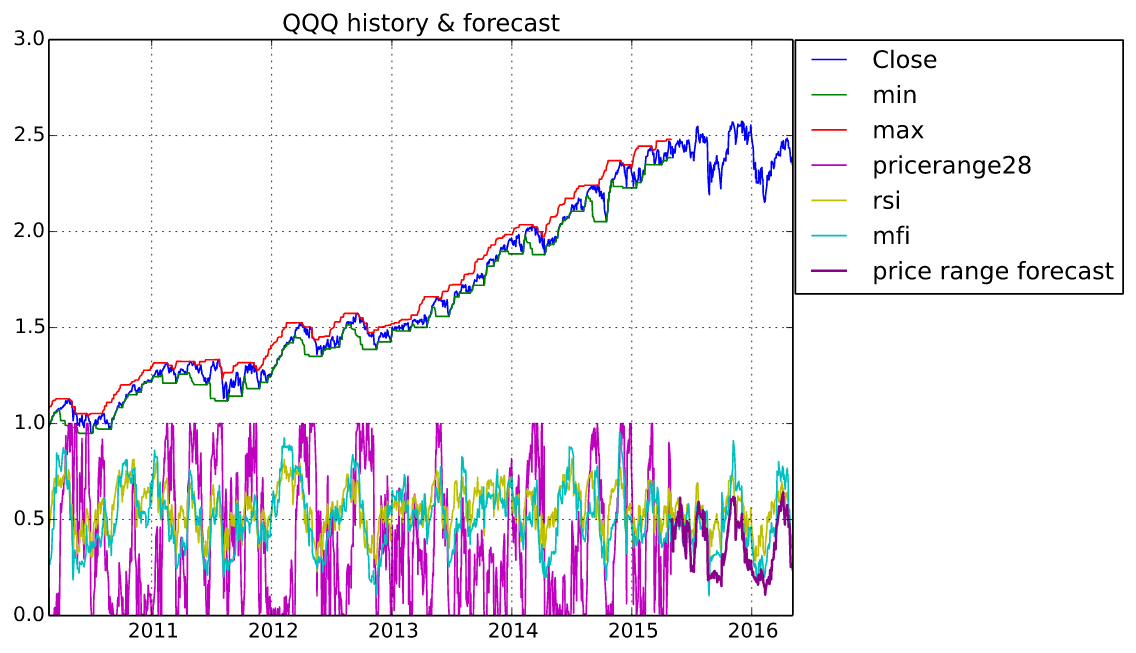 QQQ history & forecast
3.0
2.5
2.0
1.5
1.0
0.5
0.0
2011 2012 2013 2014 2015 2016
Close
min
max
pricerange28
rsi
mfi
price range forecast